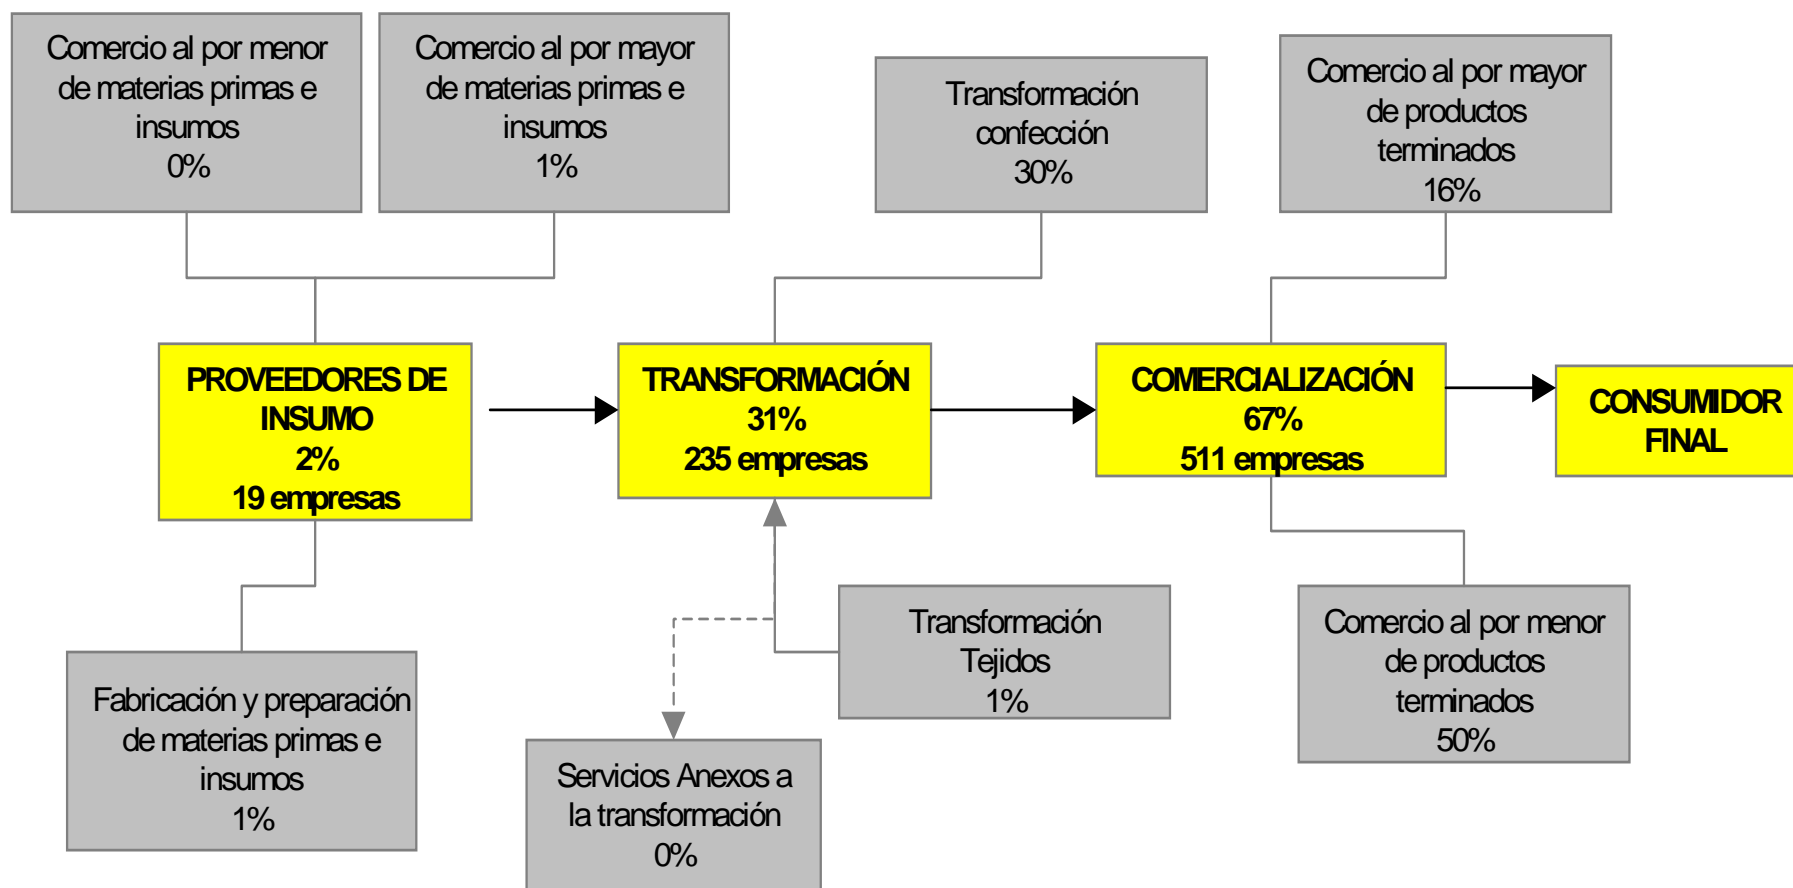 Comercio al por menor
de materias primas e
insumos
0%
Comercio al por mayor
de materias primas e
insumos
1%
Transformación
confección
30%
Comercio al por mayor
de productos
terminados
16%
PROVEEDORES DE
INSUMO
2%
19 empresas
TRANSFORMACIÓN
31%
235 empresas
COMERCIALIZACIÓN
67%
511 empresas
CONSUMIDOR
FINAL
Fabricación y preparación
de materias primas e
insumos
1%
Servicios Anexos a
la transformación
0%
Transformación
Tejidos
1%
Comercio al por menor
de productos
terminados
50%